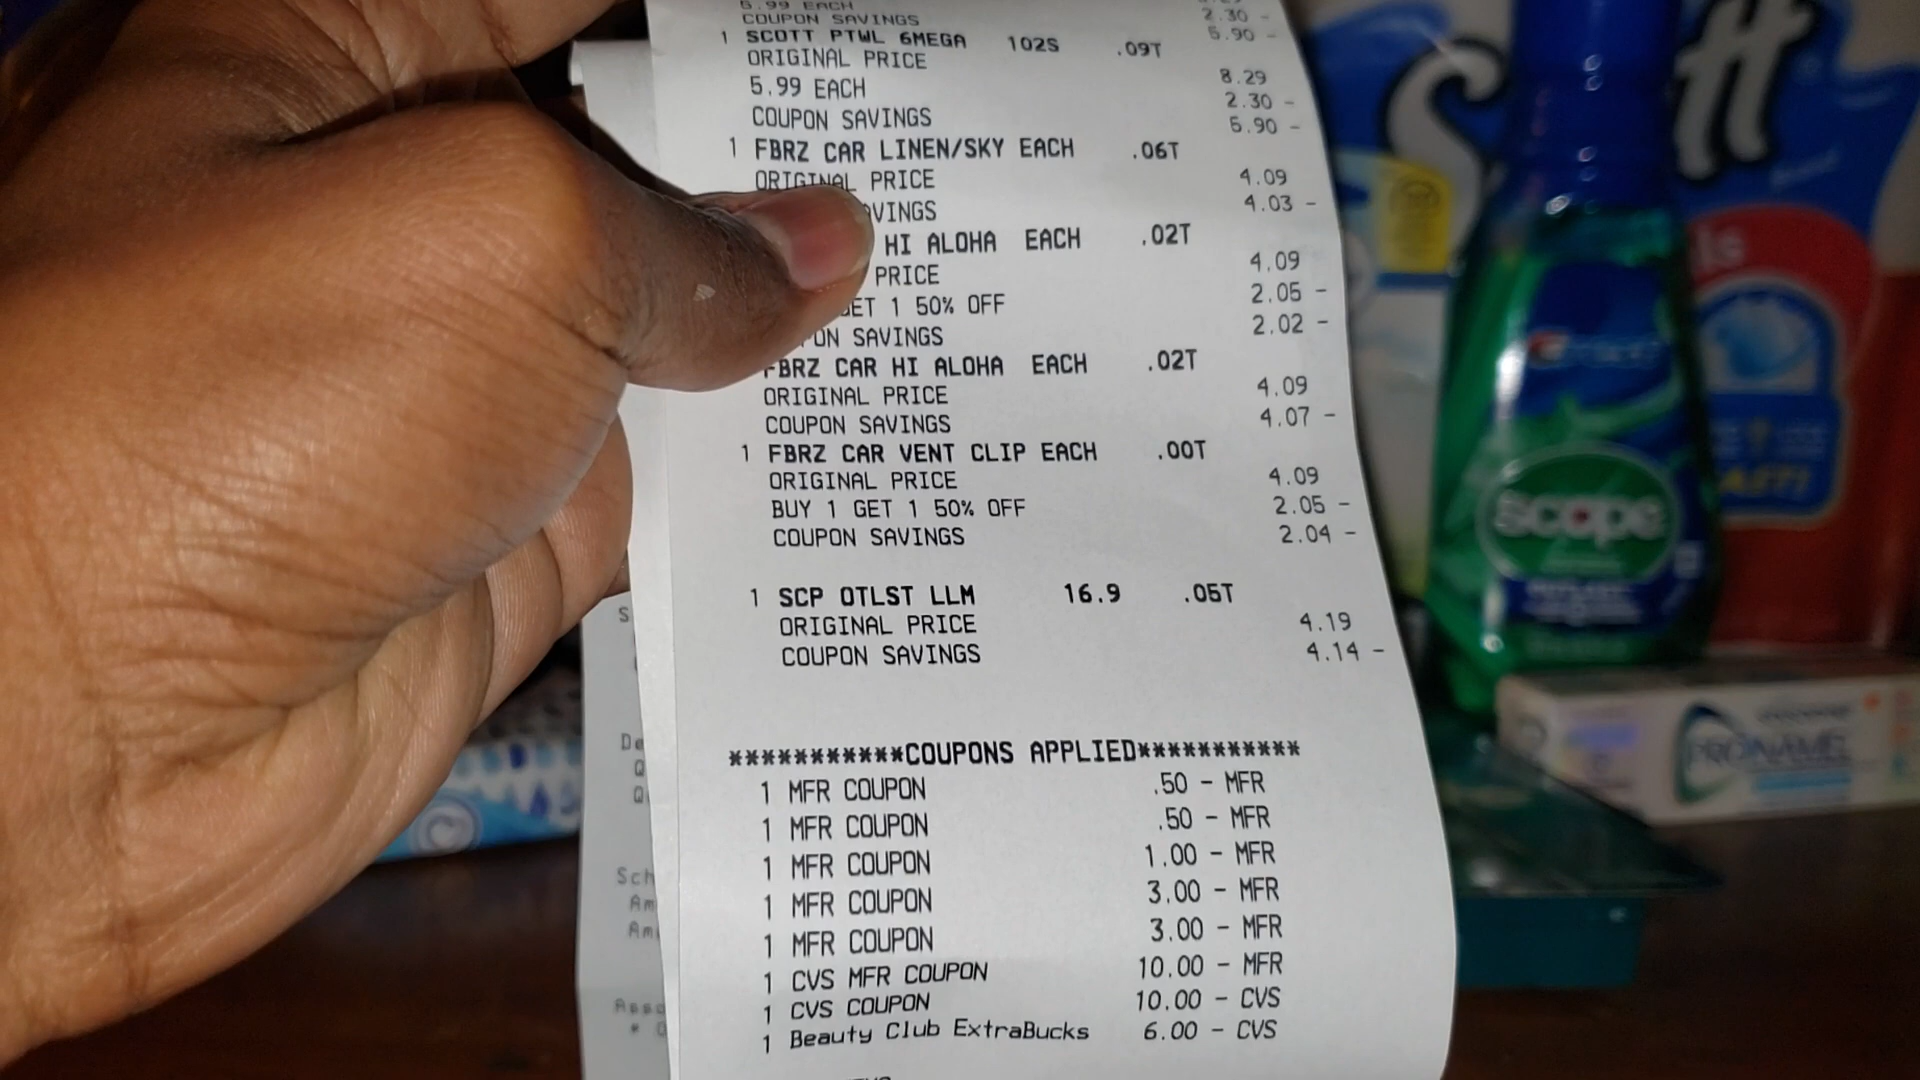 5.99 EACH
COUPON SAVINGS 2.30 -
1 SCOTT PTWL 6MEGA 102S .09T 5.90 -
ORIGINAL PRICE 8.29
5.99 EACH 2.30 -
COUPON SAVINGS 5.90 -
1 FBRZ CAR LINEN/SKY EACH .06T
ORIGINAL PRICE 4.09
AVINGS 4.03 -
HI ALOHA EACH .02T
PRICE 4.09
GET 1 50% OFF 2.05 -
ON SAVINGS 2.02 -
FBRZ CAR HI ALOHA EACH .02T
ORIGINAL PRICE 4.09
COUPON SAVINGS 4.07 -
1 FBRZ CAR VENT CLIP EACH .00T
ORIGINAL PRICE 4.09
BUY 1 GET 1 50% OFF 2.05 -
COUPON SAVINGS 2.04 -
1 SCP OTLST LLM 16.9 .05T
ORIGINAL PRICE 4.19
COUPON SAVINGS 4.14 -
***********COUPONS APPLIED***********
1 MFR COUPON .50 - MFR
1 MFR COUPON .50 - MFR
1 MFR COUPON 1.00 - MFR
1 MFR COUPON 3.00 - MFR
1 MFR COUPON 3.00 - MFR
1 CVS MFR COUPON 10.00 - MFR
1 CVS COUPON 10.00 - CVS
1 Beauty Club ExtraBucks 6.00 - CVS
Crest
scope
PRONAMEL